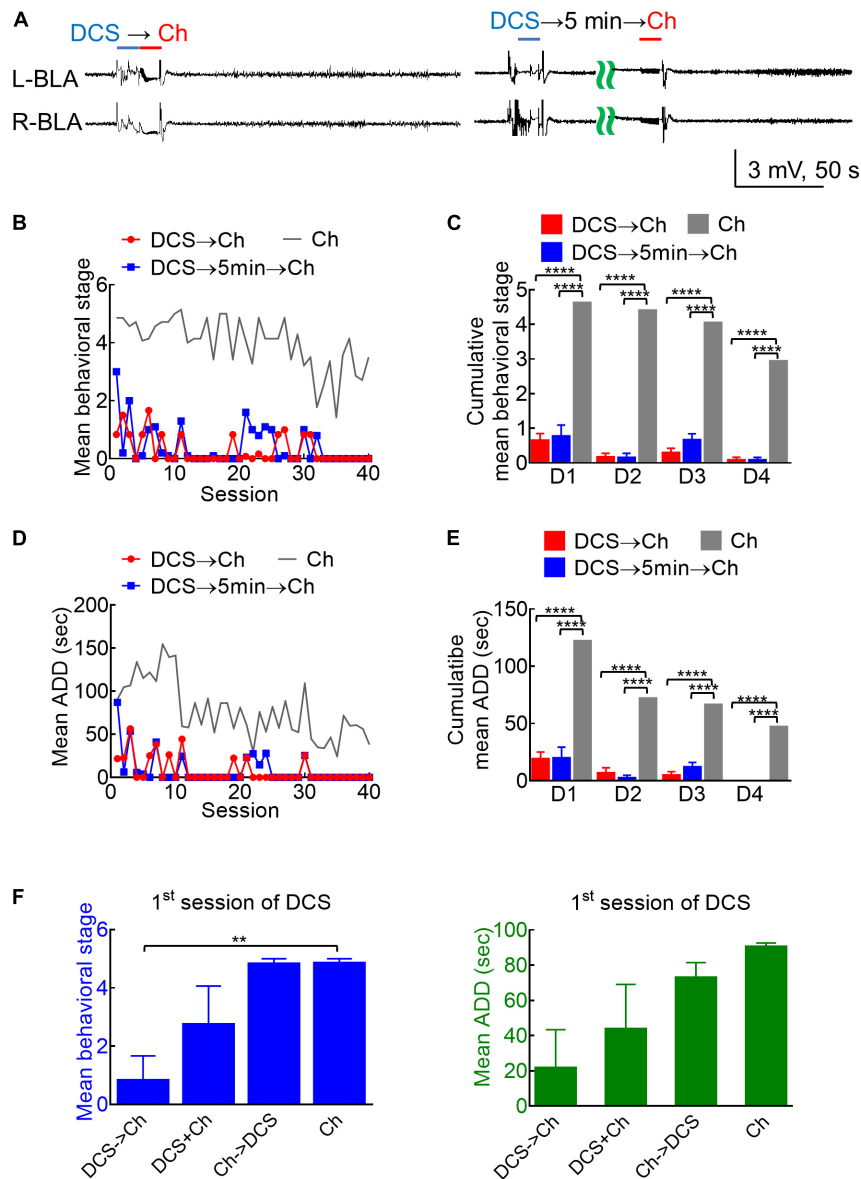 A
DCS → Ch
DCS→5 min→Ch
L-BLA
R-BLA
3 mV, 50 s
B
DCS→Ch
Ch
DCS→5min→Ch
Mean behavioral stage
6
4
2
0
0 10 20 30 40
Session
C
DCS→Ch
Ch
DCS→5min→Ch
Cumulative
mean behavioral stage
5
4
3
2
1
0
****
****
****
****
****
****
****
****
D1 D2 D3 D4
D
DCS→Ch
Ch
DCS→5min→Ch
Mean ADD (sec)
200
150
100
50
0
0 10 20 30 40
Session
E
DCS→Ch
Ch
DCS→5min→Ch
Cumulatibe
mean ADD (sec)
150
100
50
0
****
****
****
****
****
****
****
****
D1 D2 D3 D4
F
1st session of DCS
Mean behavioral stage
6
4
2
0
**
DCS->Ch
DCS+Ch
Ch->DCS
Ch
1st session of DCS
Mean ADD (sec)
100
80
60
40
20
0
DCS->Ch
DCS+Ch
Ch->DCS
Ch